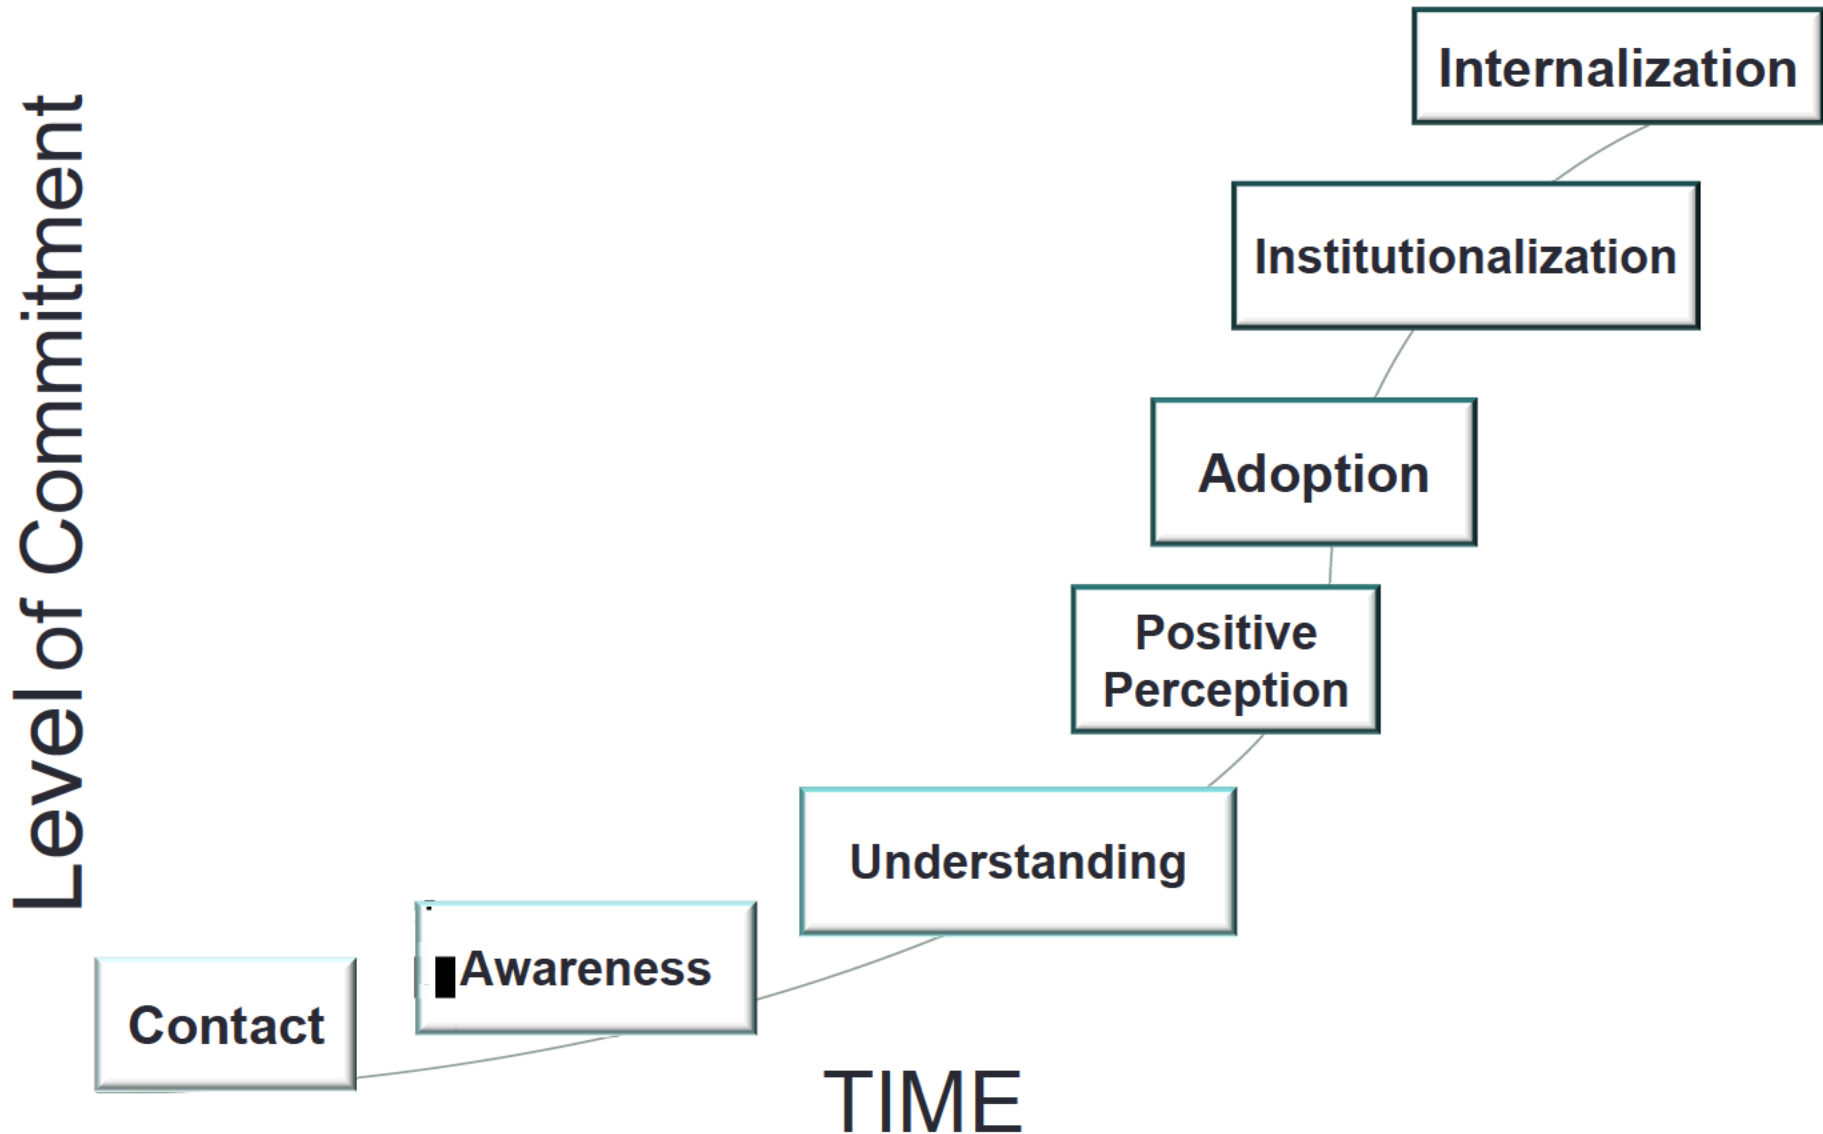 Level of Commitment
Internalization
Institutionalization
Adoption
Positive
Perception
Understanding
Awareness
Contact
TIME